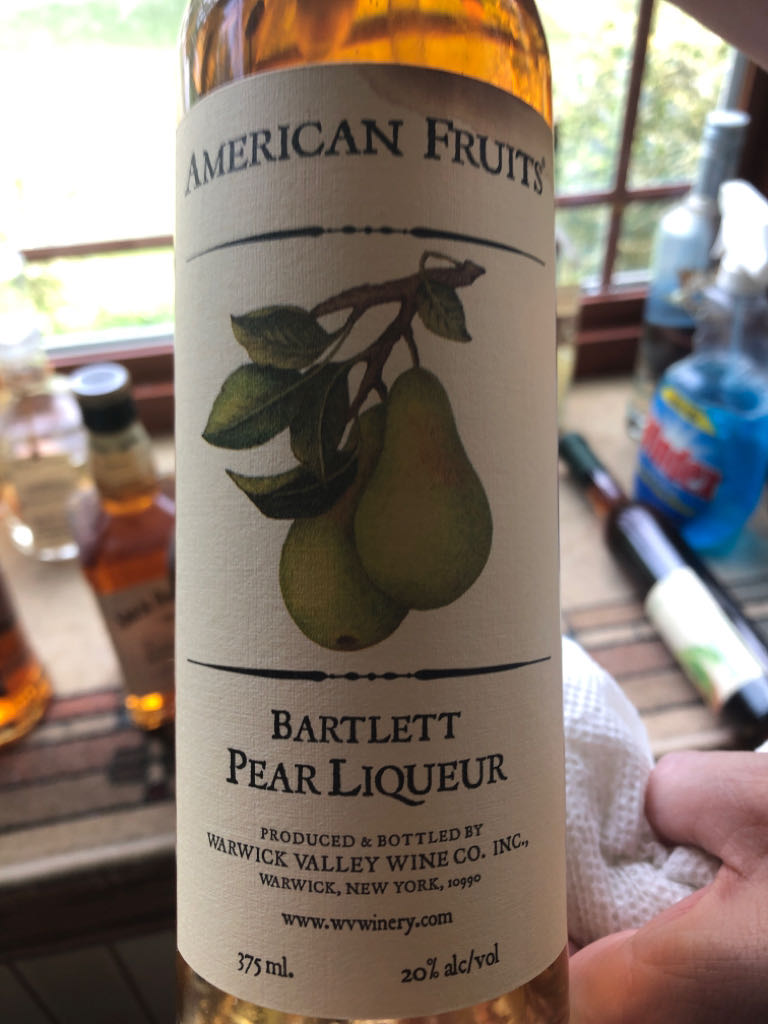 AMERICAN FRUITS
BARTLETT
PEAR LIQUEUR
PRODUCED & BOTTLED BY
WARWICK VALLEY WINE CO. INC.,
WARWICK, NEW YORK, 10990
www.wvwinery.com
375 ml.
20% alc/vol
Windex